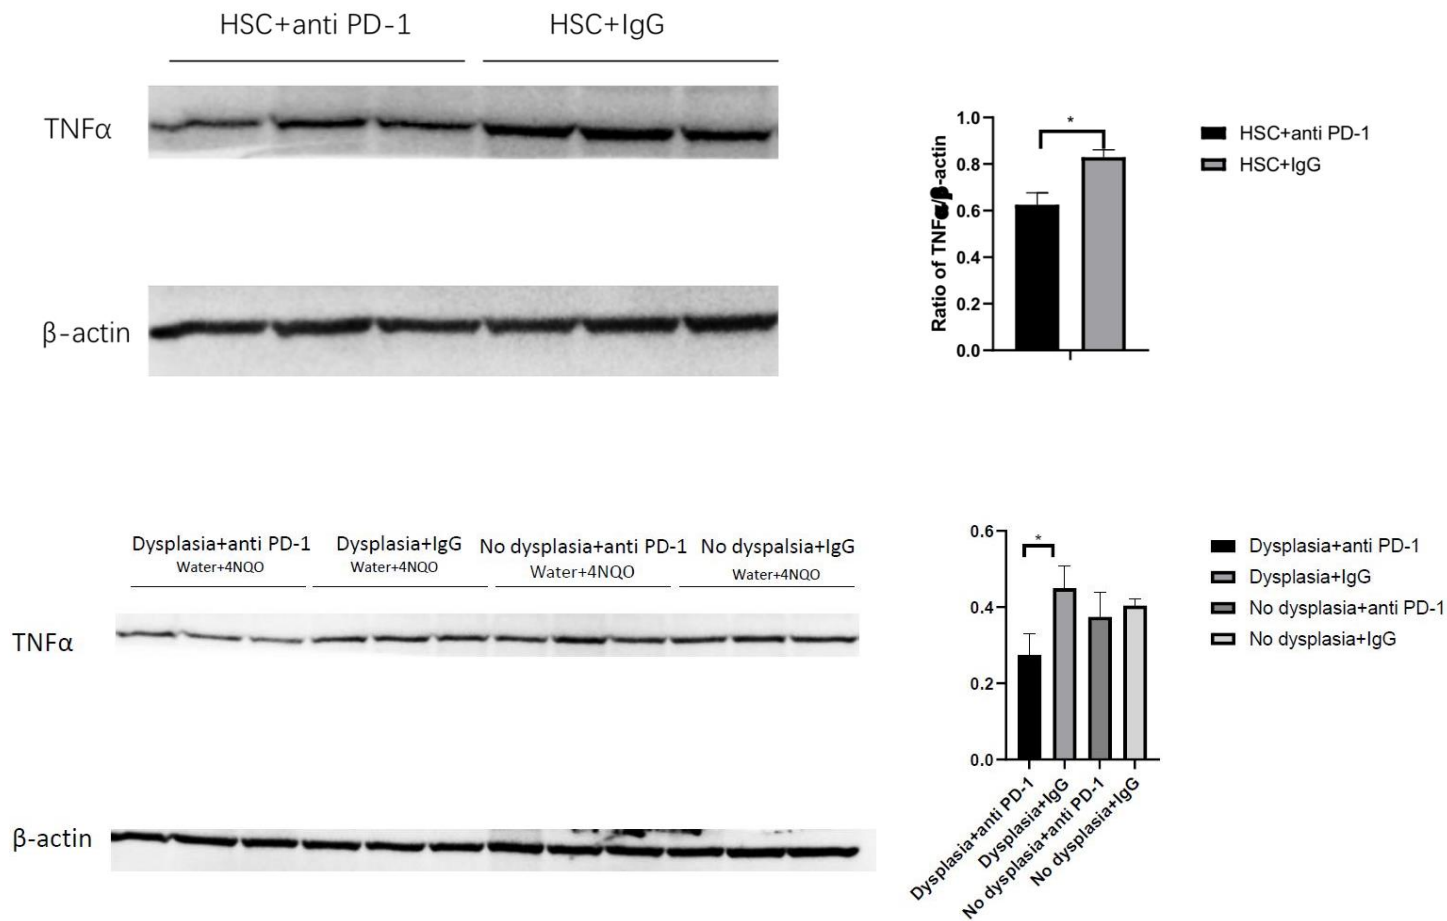 HSC+anti PD-1
HSC+IgG
TNFα
β-actin
Ratio of TNFα/β-actin
1.0
0.8
0.6
0.4
0.2
0.0
*
HSC+anti PD-1
HSC+IgG
Dysplasia+anti PD-1
Water+4NQO
Dysplasia+IgG
Water+4NQO
No dysplasia+anti PD-1
Water+4NQO
No dyspalsia+IgG
Water+4NQO
TNFα
β-actin
0.6
0.4
0.2
0.0
*
Dysplasia+anti PD-1
Dysplasia+IgG
No dysplasia+anti PD-1
No dysplasia+IgG
Dysplasia+anti PD-1
Dysplasia+IgG
No dysplasia+anti PD-1
No dysplasia+IgG